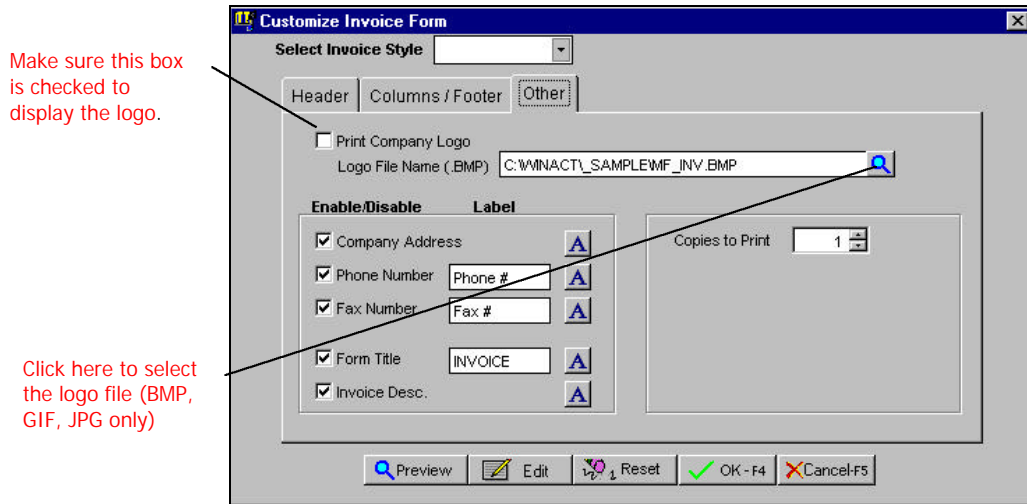 Customize Invoice Form
Select Invoice Style
Make sure this box
is checked to
display the logo.
Header
Columns / Footer
Other
Print Company Logo
Logo File Name (.BMP)
C:\WINACT\_SAMPLE\MF_INV.BMP
Enable/Disable
Label
Company Address
A
Copies to Print
1
Phone Number
Phone #
A
Fax Number
Fax #
A
Click here to select
the logo file (BMP,
GIF, JPG only)
Form Title
INVOICE
A
Invoice Desc.
A
Preview
Edit
Reset
OK - F4
Cancel-F5